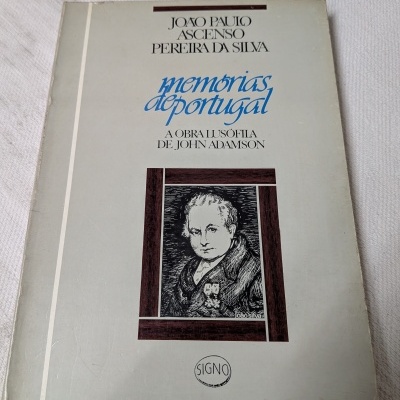 JOÃO PAULO
ASCENSO
PEREIRA DA SILVA
memórias
de portugal
A OBRA LUSÓFILA
DE JOHN ADAMSON
SIGNO